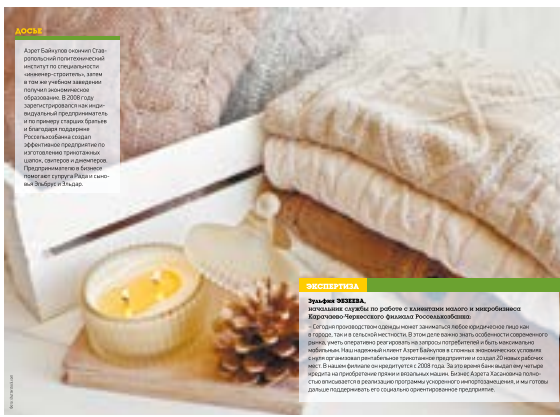 ДОСЬЕ
Азрет Байкулов окончил Став-
ропольский политехнический
институт по специальности
«инженер-строитель», затем
в том же учебном заведении
получил экономическое
образование. В 2008 году
зарегистрировался как инди-
видуальный предприниматель
и по примеру старших братьев
и благодаря поддержке
Россельхозбанка создал
эффективное предприятие по
изготовлению трикотажных
шапок, свитеров и джемперов.
Предпринимателю в бизнесе
помогают супруга Рада и сыно-
вья Эльбрус и Эльдар.
ЭКСПЕРТИЗА
Зульфия ЭБЗЕЕВА,
начальник службы по работе с клиентами малого и микробизнеса
Карачаево-Черкесского филиала Россельхозбанка:
– Сегодня производством одежды может заниматься любое юридическое лицо как
в городе, так и в сельской местности. В этом деле важно знать особенности современного
рынка, уметь оперативно реагировать на запросы потребителей и быть максимально
мобильным. Наш надежный клиент Азрет Байкулов в сложных экономических условиях
с нуля организовал рентабельное трикотажное предприятие и создал 20 новых рабочих
мест. В нашем филиале он кредитуется с 2008 года. За это время банк выдал ему четыре
кредита на приобретение пряжи и вязальных машин. Бизнес Азрета Хасановича полно-
стью вписывается в реализацию программы ускоренного импортозамещения, и мы готовы
дальше поддерживать его социально ориентированное предприятие.